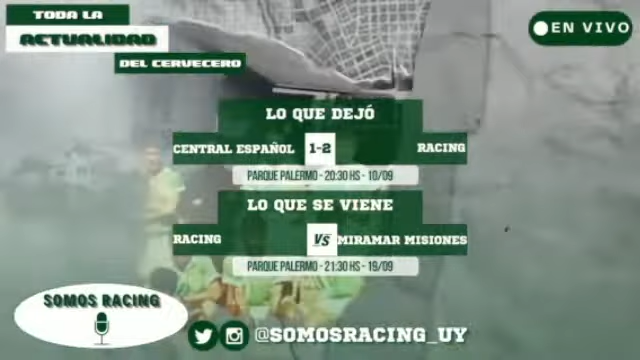 TODA LA
ACTUALIDAD
DEL CERVECERO
EN VIVO
LO QUE DEJÓ
CENTRAL ESPAÑOL 1-2 RACING
PARQUE PALERMO - 20:30 HS - 10/09
LO QUE SE VIENE
RACING VS MIRAMAR MISIONES
PARQUE PALERMO - 21:30 HS - 19/09
SOMOS RACING
@SOMOSRACING_UY